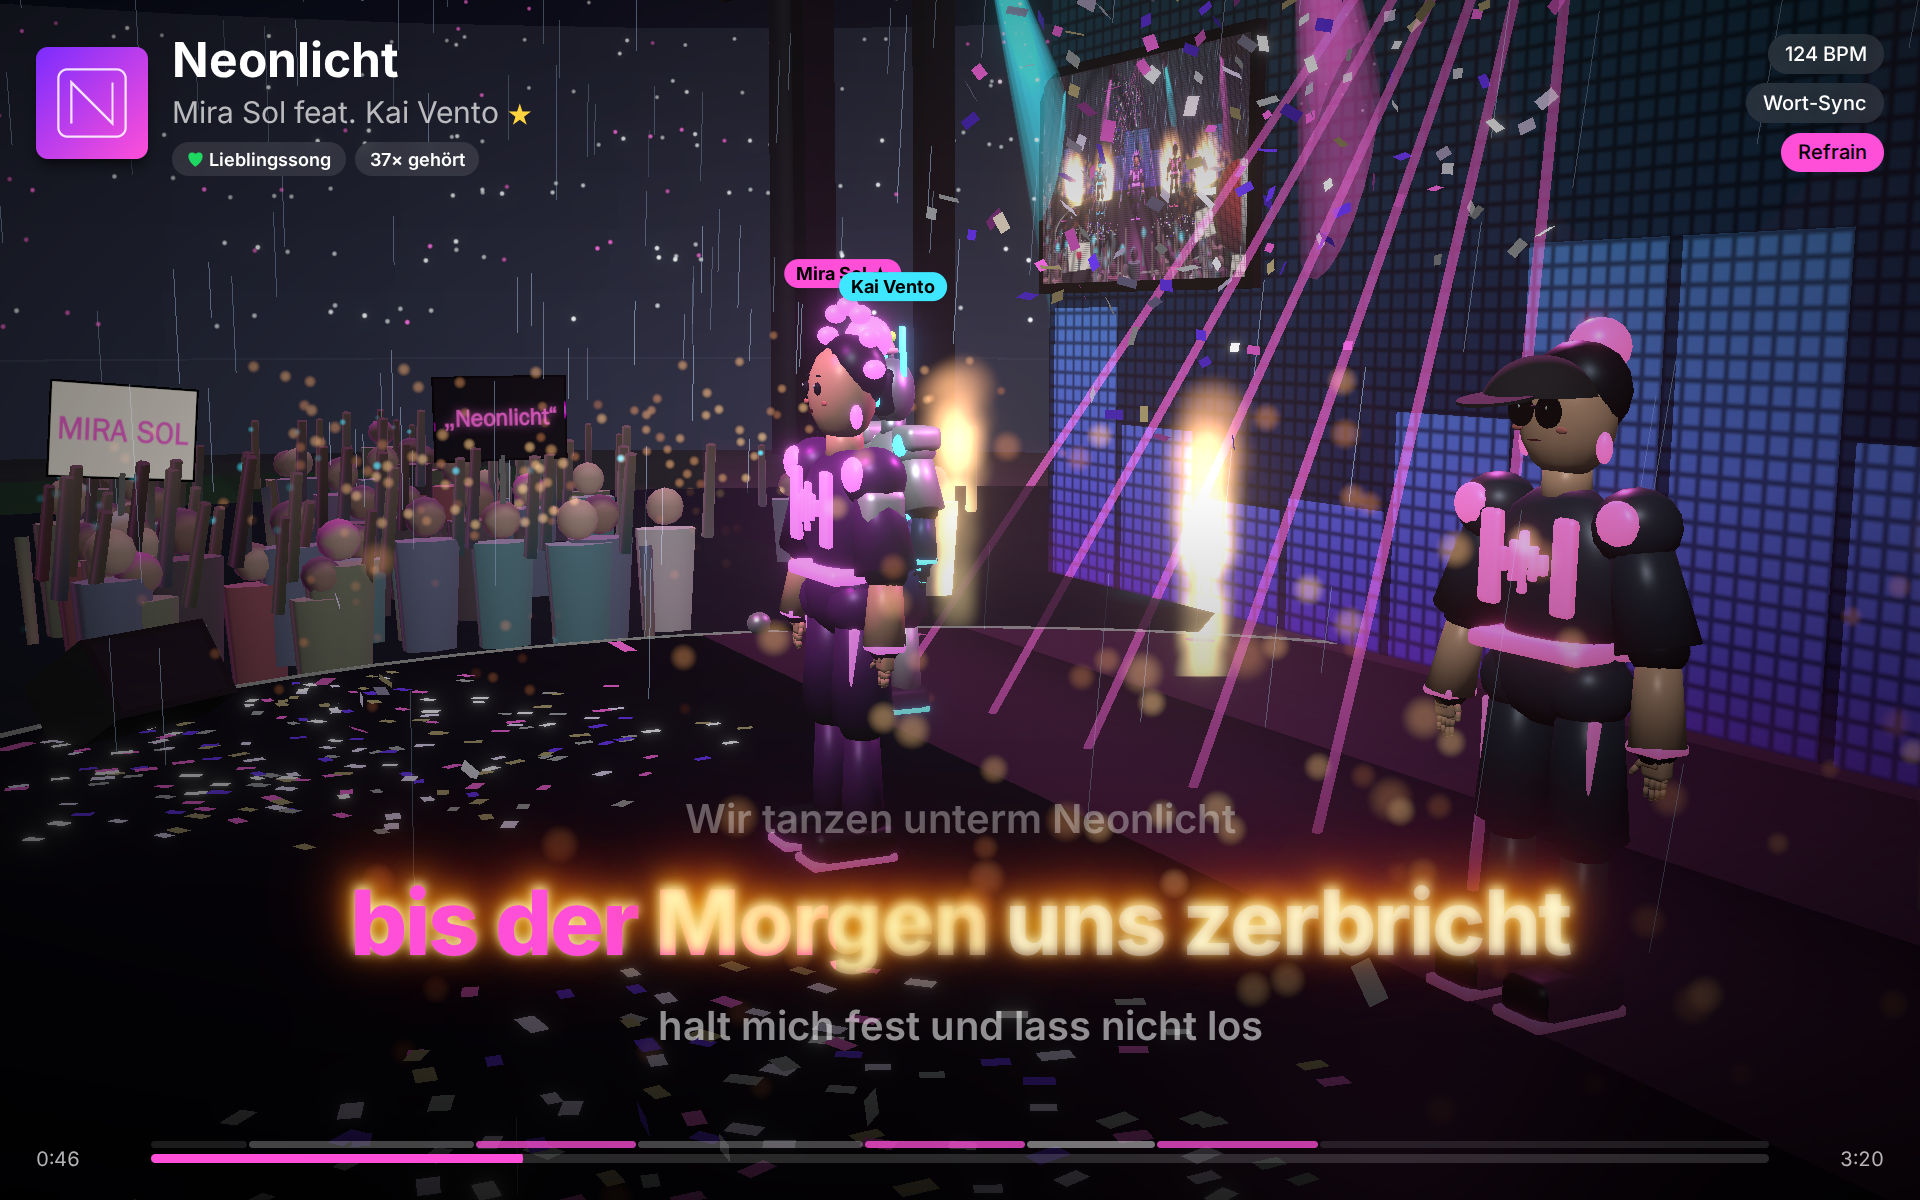 N
Neonlicht
Mira Sol feat. Kai Vento ★
Lieblingssong
37× gehört
124 BPM
Wort-Sync
Refrain
Mira Sol
Kai Vento
MIRA SOL
„Neonlicht“
Wir tanzen unterm Neonlicht
bis der Morgen uns zerbricht
halt mich fest und lass nicht los
0:46
3:20